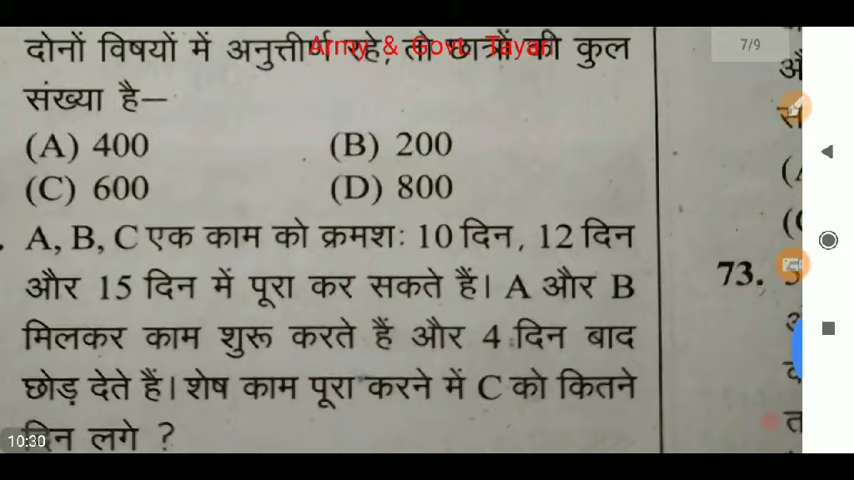 दोनों विषयों में अनुत्तीर्ण रहे, तो छात्रों की कुल
Army & Govt. Tayari
7/9
संख्या है—
(A) 400 (B) 200
(C) 600 (D) 800
A, B, C एक काम को क्रमशः 10 दिन, 12 दिन
और 15 दिन में पूरा कर सकते हैं। A और B
मिलकर काम शुरू करते हैं और 4 दिन बाद
छोड़ देते हैं। शेष काम पूरा करने में C को कितने
दिन लगे ?
10:30
73.